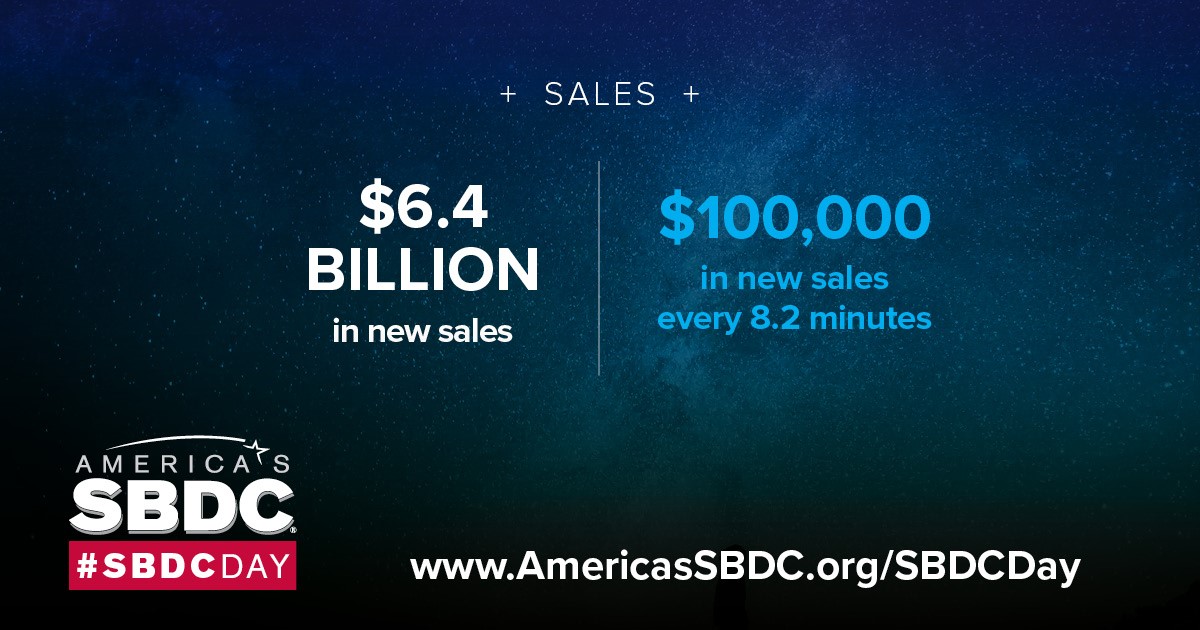 + SALES +
$6.4
BILLION
in new sales
$100,000
in new sales
every 8.2 minutes
AMERICA'S
SBDC®
#SBDCDAY
www.AmericasSBDC.org/SBDCDay